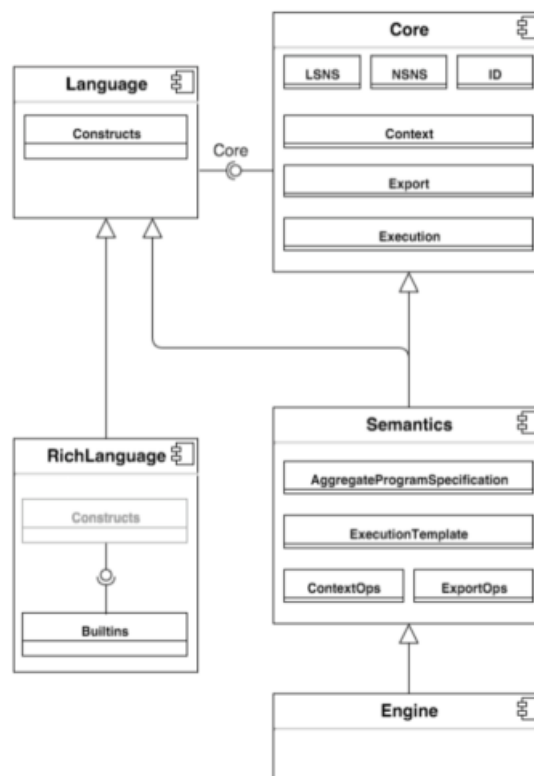 Core
LSNS NSNS ID
Language
Constructs
Context
Core
Export
Execution
Semantics
RichLanguage
AggregateProgramSpecification
Constructs
ExecutionTemplate
ContextOps ExportOps
Builtins
Engine